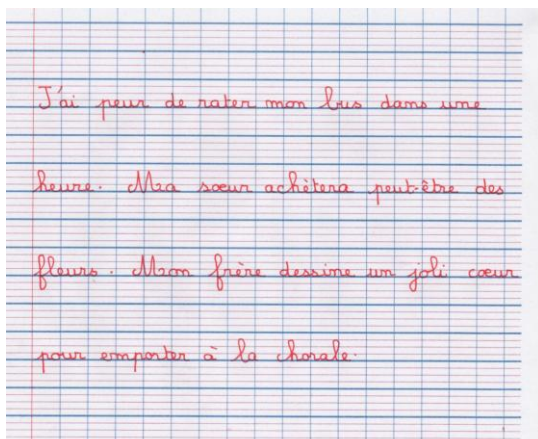 J'ai peur de rater mon bus dans une
heure. Ma sœur achètera peut-être des
fleurs. Mon frère dessine un joli cœur
pour emporter à la chorale.